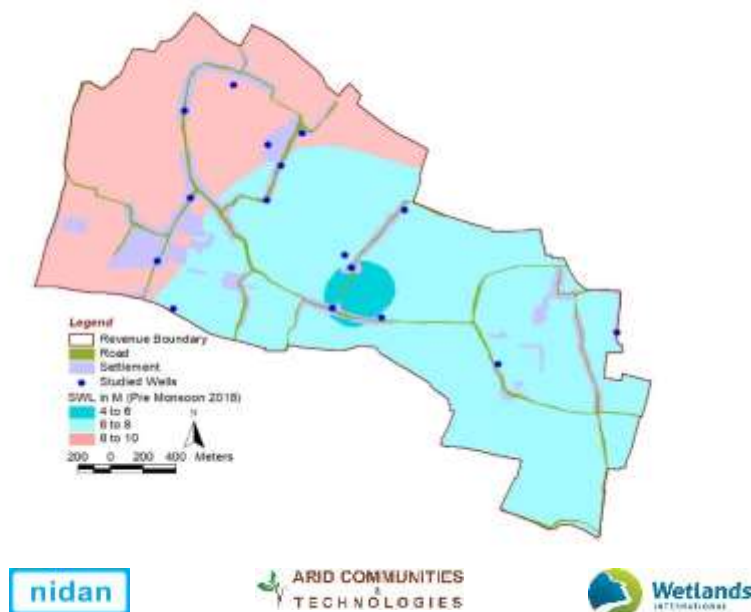 Legend
Revenue Boundary
Road
Settlement
Studied Wells
SWL in M (Pre Monsoon 2018)
4 to 6
6 to 8
8 to 10
N
200 0 200 400 Meters
nidan
ARID COMMUNITIES
&
TECHNOLOGIES
Wetlands
INTERNATIONAL